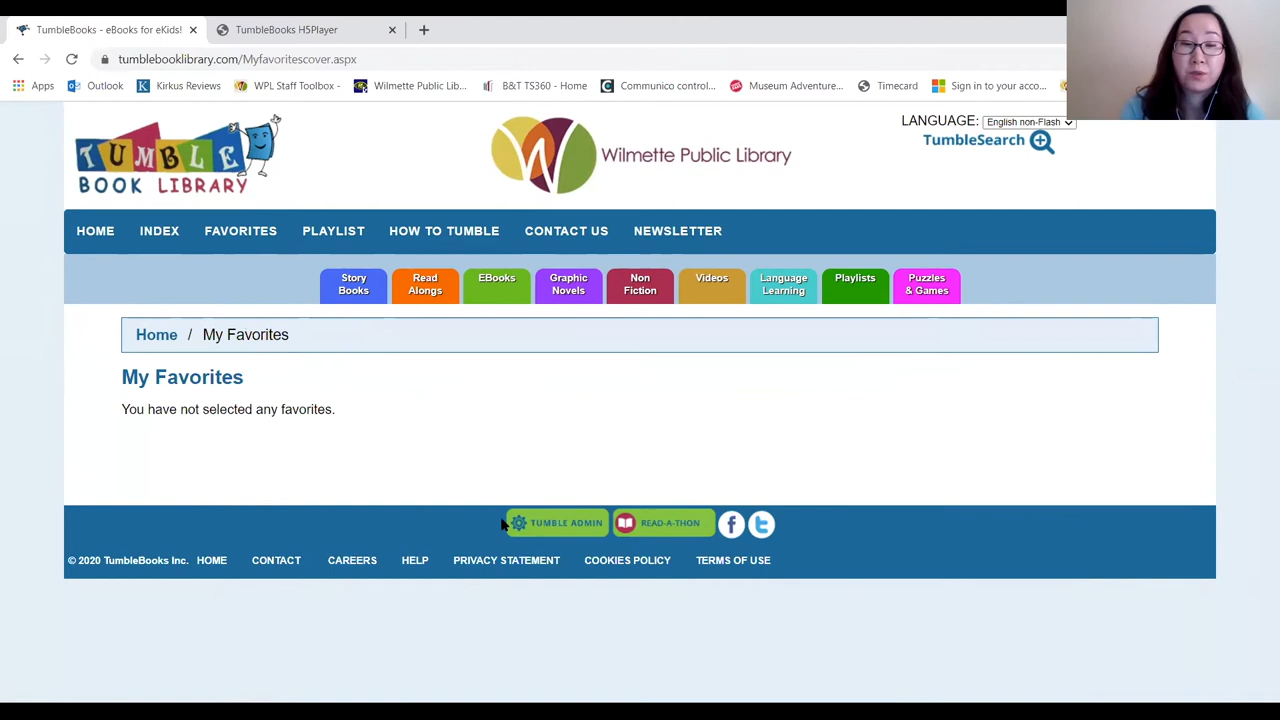 TumbleBooks - eBooks for eKids!
TumbleBooks H5Player
tumblebooklibrary.com/Myfavoritescover.aspx
Apps Outlook Kirkus Reviews WPL Staff Toolbox - Wilmette Public Lib... B&T TS360 - Home Communico control... Museum Adventure... Timecard Sign in to your acco...
TUMBLE
BOOK LIBRARY
W Wilmette Public Library
LANGUAGE: English non-Flash
TumbleSearch
HOME INDEX FAVORITES PLAYLIST HOW TO TUMBLE CONTACT US NEWSLETTER
Story
Books
Read
Alongs
EBooks
Graphic
Novels
Non
Fiction
Videos
Language
Learning
Playlists
Puzzles
& Games
Home / My Favorites
My Favorites
You have not selected any favorites.
TUMBLE ADMIN READ-A-THON f
© 2020 TumbleBooks Inc. HOME CONTACT CAREERS HELP PRIVACY STATEMENT COOKIES POLICY TERMS OF USE